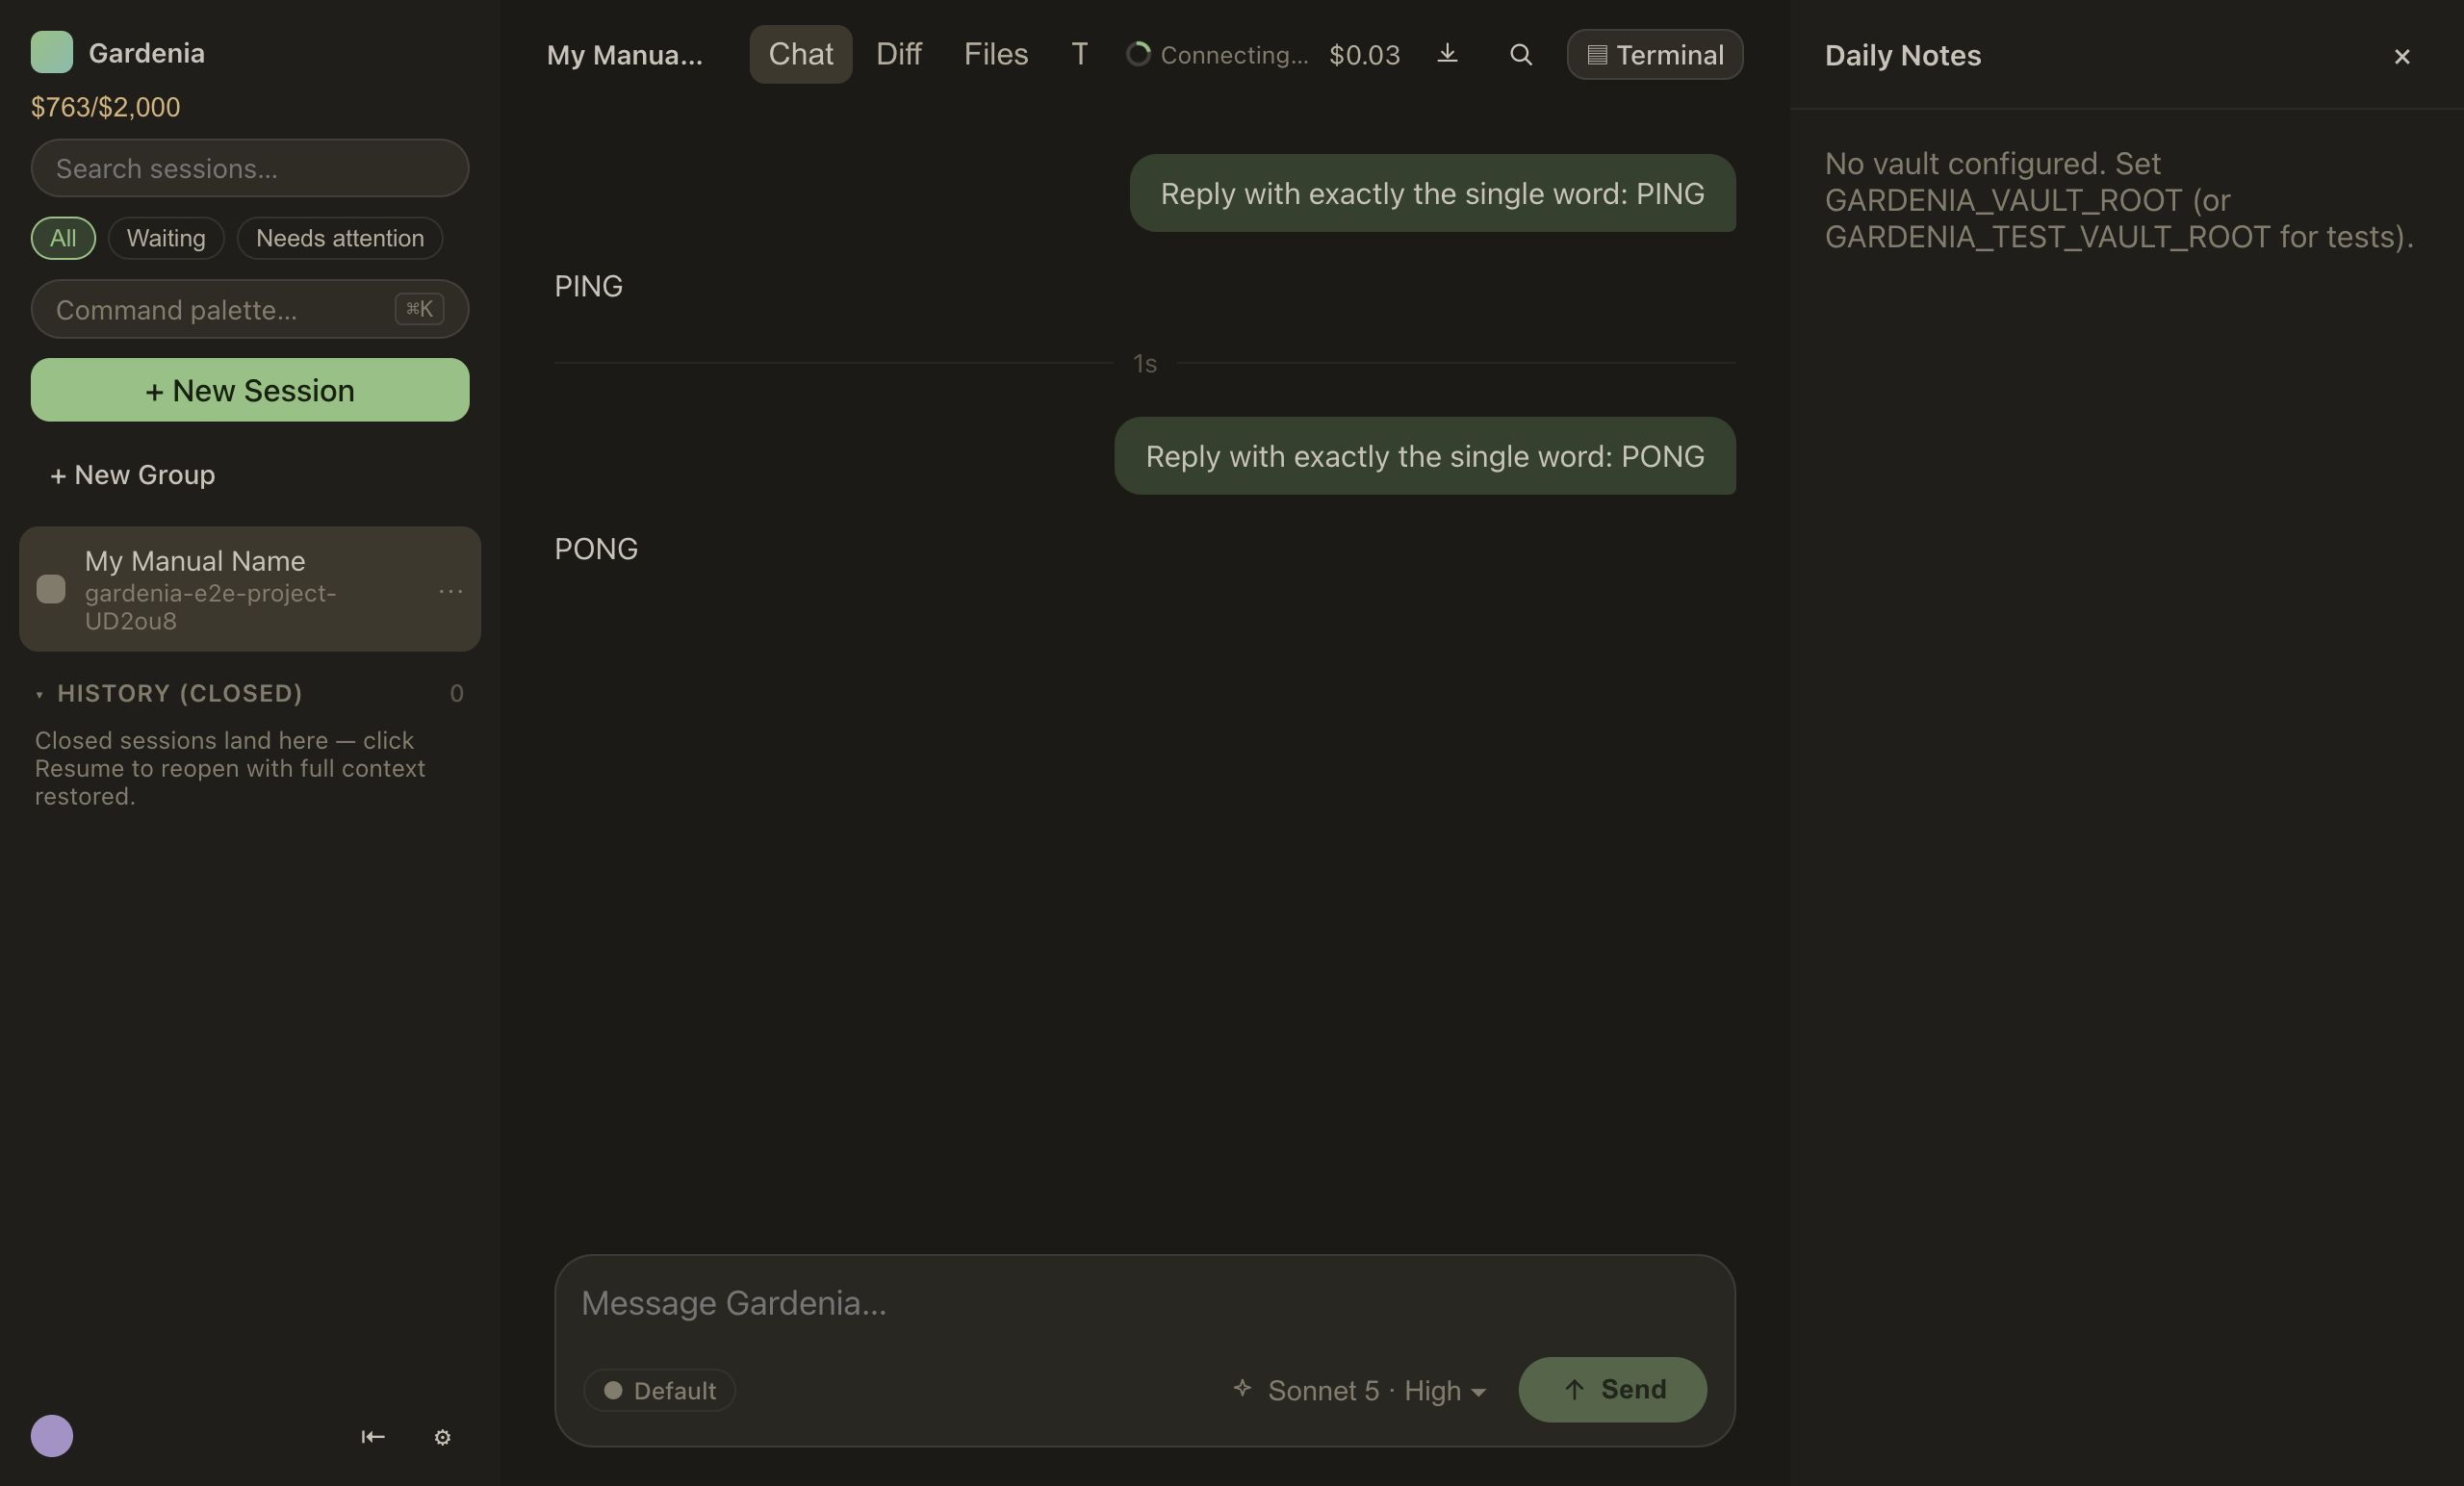 Gardenia
$763/$2,000
Search sessions...
All
Waiting
Needs attention
Command palette...
⌘K
+ New Session
+ New Group
My Manual Name
gardenia-e2e-project-
UD2ou8
HISTORY (CLOSED)
0
Closed sessions land here — click
Resume to reopen with full context
restored.
My Manua...
Chat
Diff
Files
T
Connecting...
$0.03
Terminal
Reply with exactly the single word: PING
PING
1s
Reply with exactly the single word: PONG
PONG
Message Gardenia...
Default
Sonnet 5 · High
Send
Daily Notes
No vault configured. Set
GARDENIA_VAULT_ROOT (or
GARDENIA_TEST_VAULT_ROOT for tests).